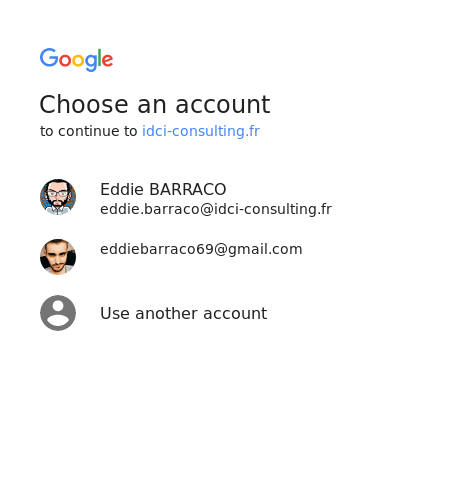 Google
Choose an account
to continue to idci-consulting.fr
Eddie BARRACO
eddie.barraco@idci-consulting.fr
eddiebarraco69@gmail.com
Use another account